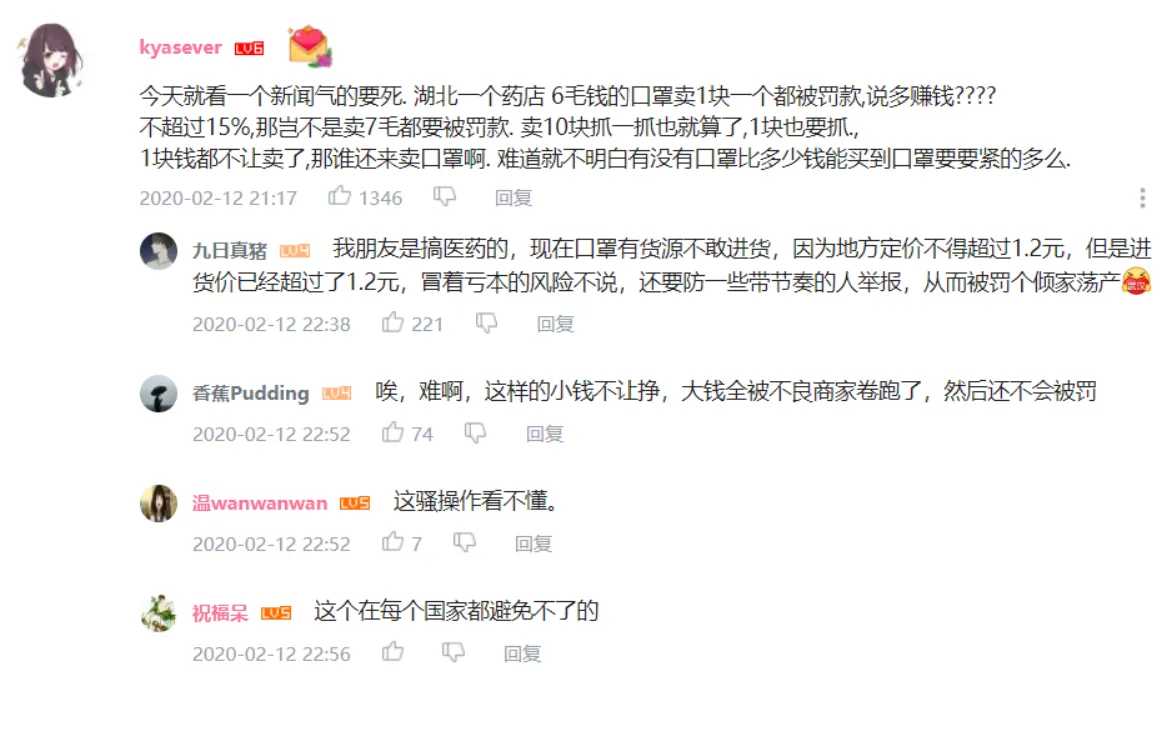 kyasever LV6
今天就看一个新闻气的要死. 湖北一个药店 6毛钱的口罩卖1块一个都被罚款,说多赚钱????
不超过15%,那岂不是卖7毛都要被罚款. 卖10块抓一抓也就算了,1块也要抓.,
1块钱都不让卖了,那谁还来卖口罩啊. 难道就不明白有没有口罩比多少钱能买到口罩要要紧的多么.
2020-02-12 21:17 1346 回复
九日真猪 LV4 我朋友是搞医药的，现在口罩有货源不敢进货，因为地方定价不得超过1.2元，但是进
货价已经超过了1.2元，冒着亏本的风险不说，还要防一些带节奏的人举报，从而被罚个倾家荡产武汉
2020-02-12 22:38 221 回复
香蕉Pudding LV4 唉，难啊，这样的小钱不让挣，大钱全被不良商家卷跑了，然后还不会被罚
2020-02-12 22:52 74 回复
温wanwanwan LV5 这骚操作看不懂。
2020-02-12 22:52 7 回复
祝福呆 LV5 这个在每个国家都避免不了的
2020-02-12 22:56 回复